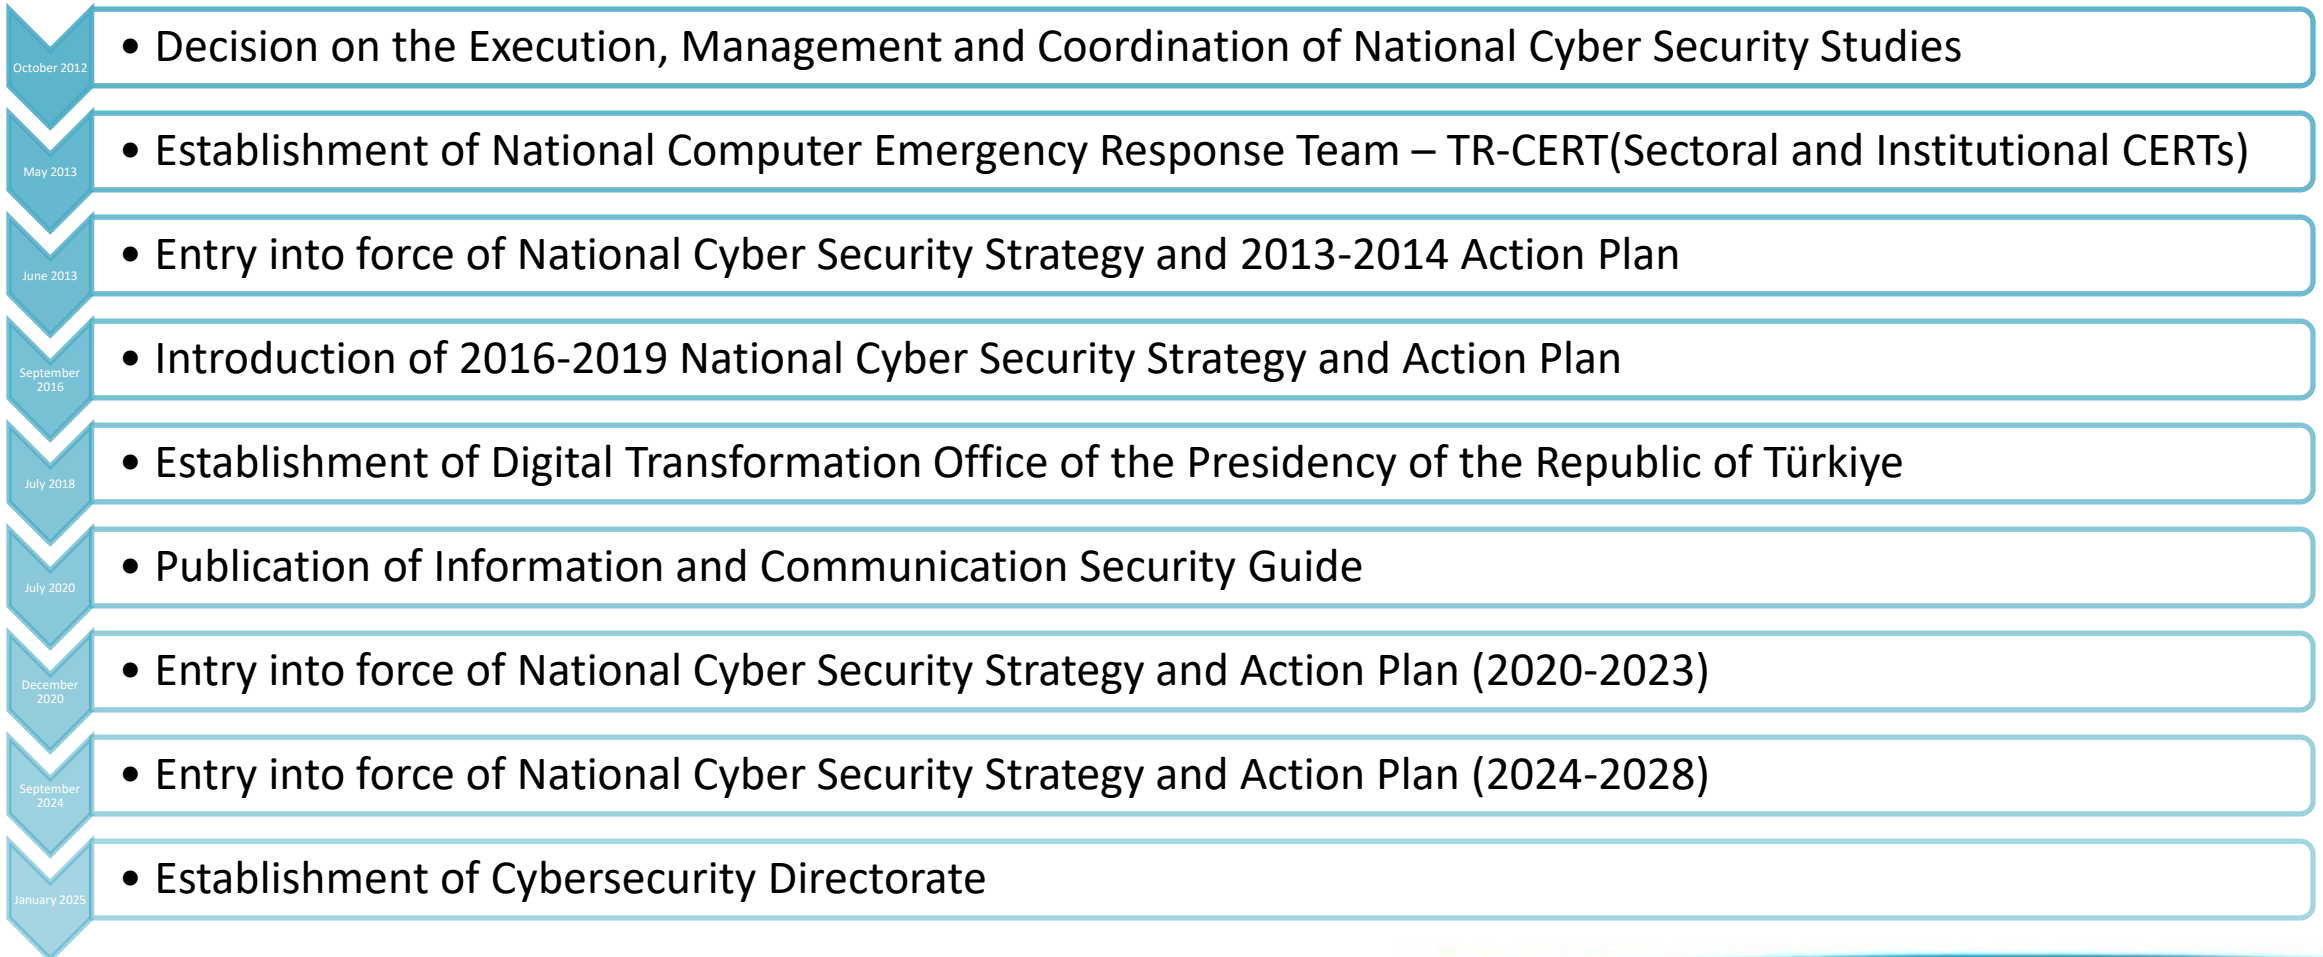 October 2012
• Decision on the Execution, Management and Coordination of National Cyber Security Studies
May 2013
• Establishment of National Computer Emergency Response Team – TR-CERT(Sectoral and Institutional CERTs)
June 2013
• Entry into force of National Cyber Security Strategy and 2013-2014 Action Plan
September
2016
• Introduction of 2016-2019 National Cyber Security Strategy and Action Plan
July 2018
• Establishment of Digital Transformation Office of the Presidency of the Republic of Türkiye
July 2020
• Publication of Information and Communication Security Guide
December
2020
• Entry into force of National Cyber Security Strategy and Action Plan (2020-2023)
September
2024
• Entry into force of National Cyber Security Strategy and Action Plan (2024-2028)
January 2025
• Establishment of Cybersecurity Directorate